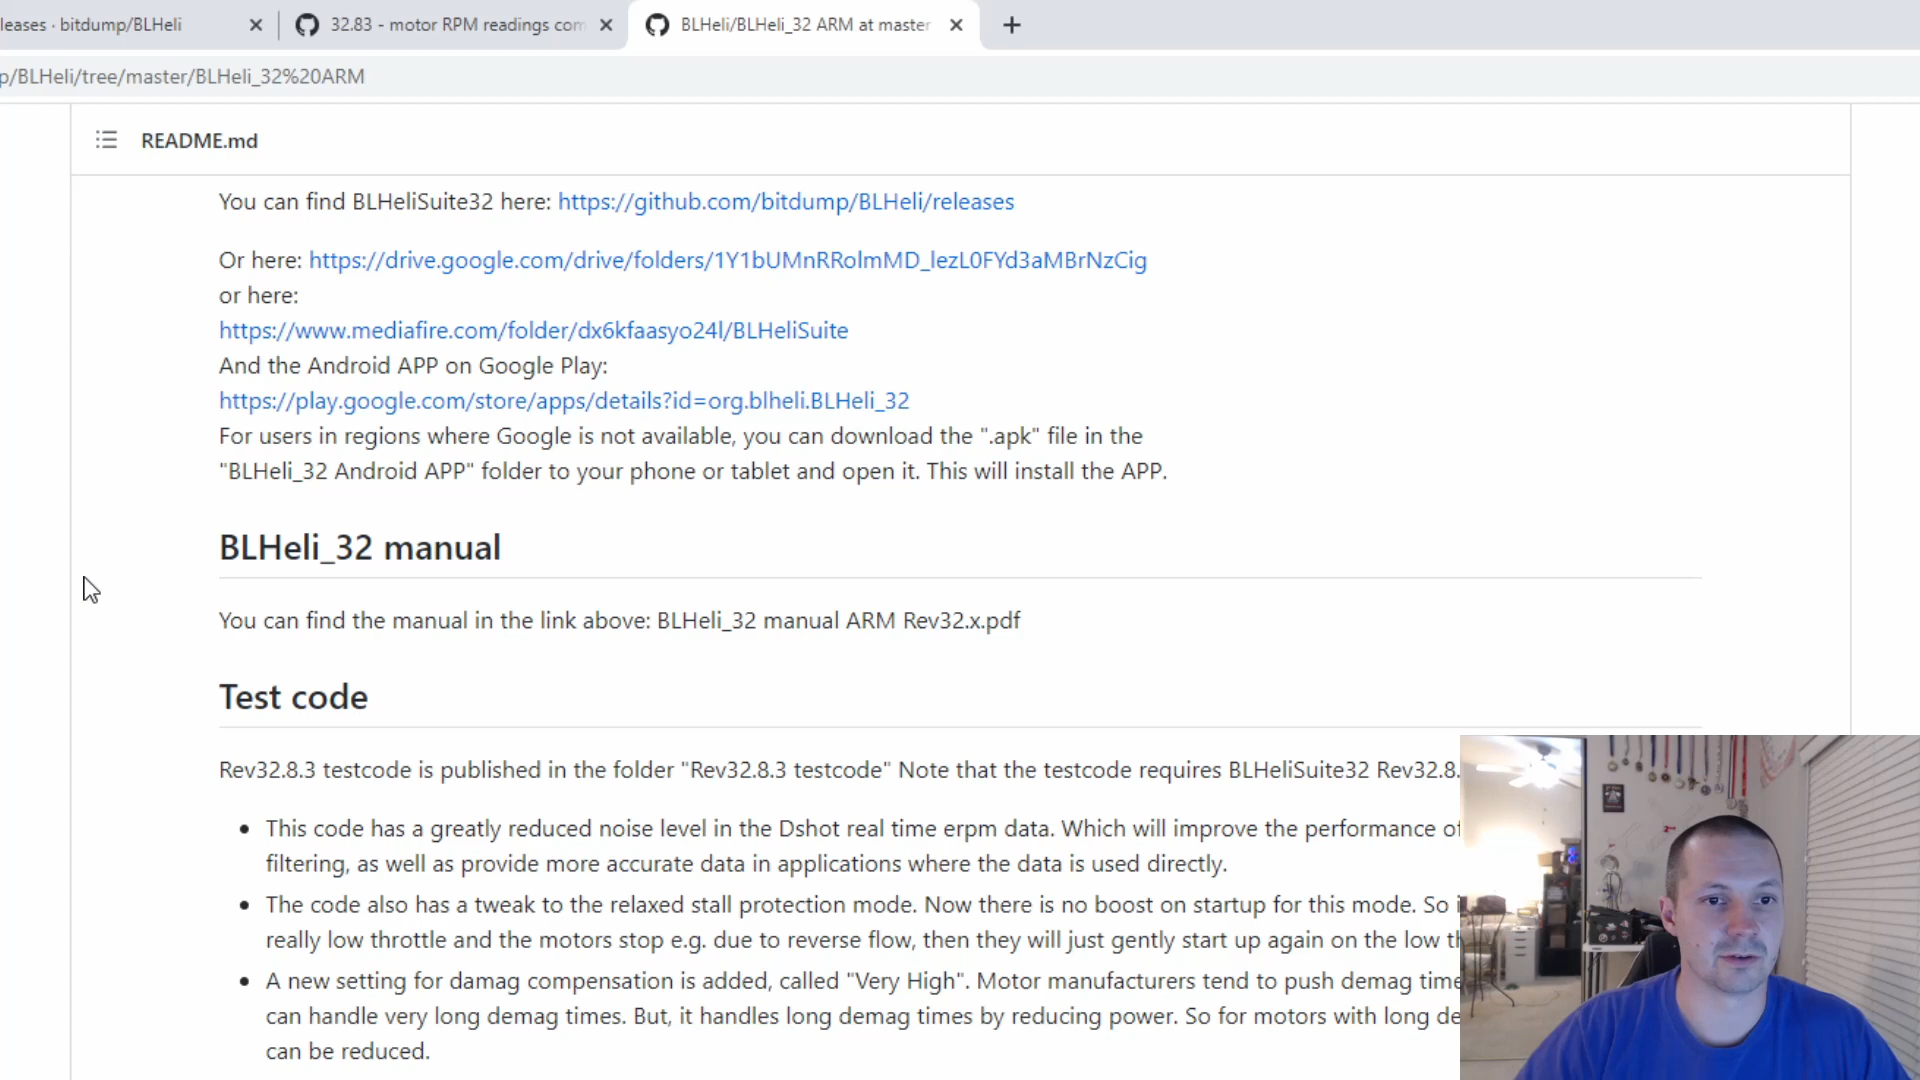 leases · bitdump/BLHeli
32.83 - motor RPM readings com
BLHeli/BLHeli_32 ARM at master
p/BLHeli/tree/master/BLHeli_32%20ARM
README.md
You can find BLHeliSuite32 here: https://github.com/bitdump/BLHeli/releases
Or here: https://drive.google.com/drive/folders/1Y1bUMnRRolmMD_lezL0FYd3aMBrNzCig
or here:
https://www.mediafire.com/folder/dx6kfaasyo24l/BLHeliSuite
And the Android APP on Google Play:
https://play.google.com/store/apps/details?id=org.blheli.BLHeli_32
For users in regions where Google is not available, you can download the ".apk" file in the
"BLHeli_32 Android APP" folder to your phone or tablet and open it. This will install the APP.
BLHeli_32 manual
You can find the manual in the link above: BLHeli_32 manual ARM Rev32.x.pdf
Test code
Rev32.8.3 testcode is published in the folder "Rev32.8.3 testcode" Note that the testcode requires BLHeliSuite32 Rev32.8.
This code has a greatly reduced noise level in the Dshot real time erpm data. Which will improve the performance of
filtering, as well as provide more accurate data in applications where the data is used directly.
The code also has a tweak to the relaxed stall protection mode. Now there is no boost on startup for this mode. So
really low throttle and the motors stop e.g. due to reverse flow, then they will just gently start up again on the low th
A new setting for damag compensation is added, called "Very High". Motor manufacturers tend to push demag time
can handle very long demag times. But, it handles long demag times by reducing power. So for motors with long de
can be reduced.